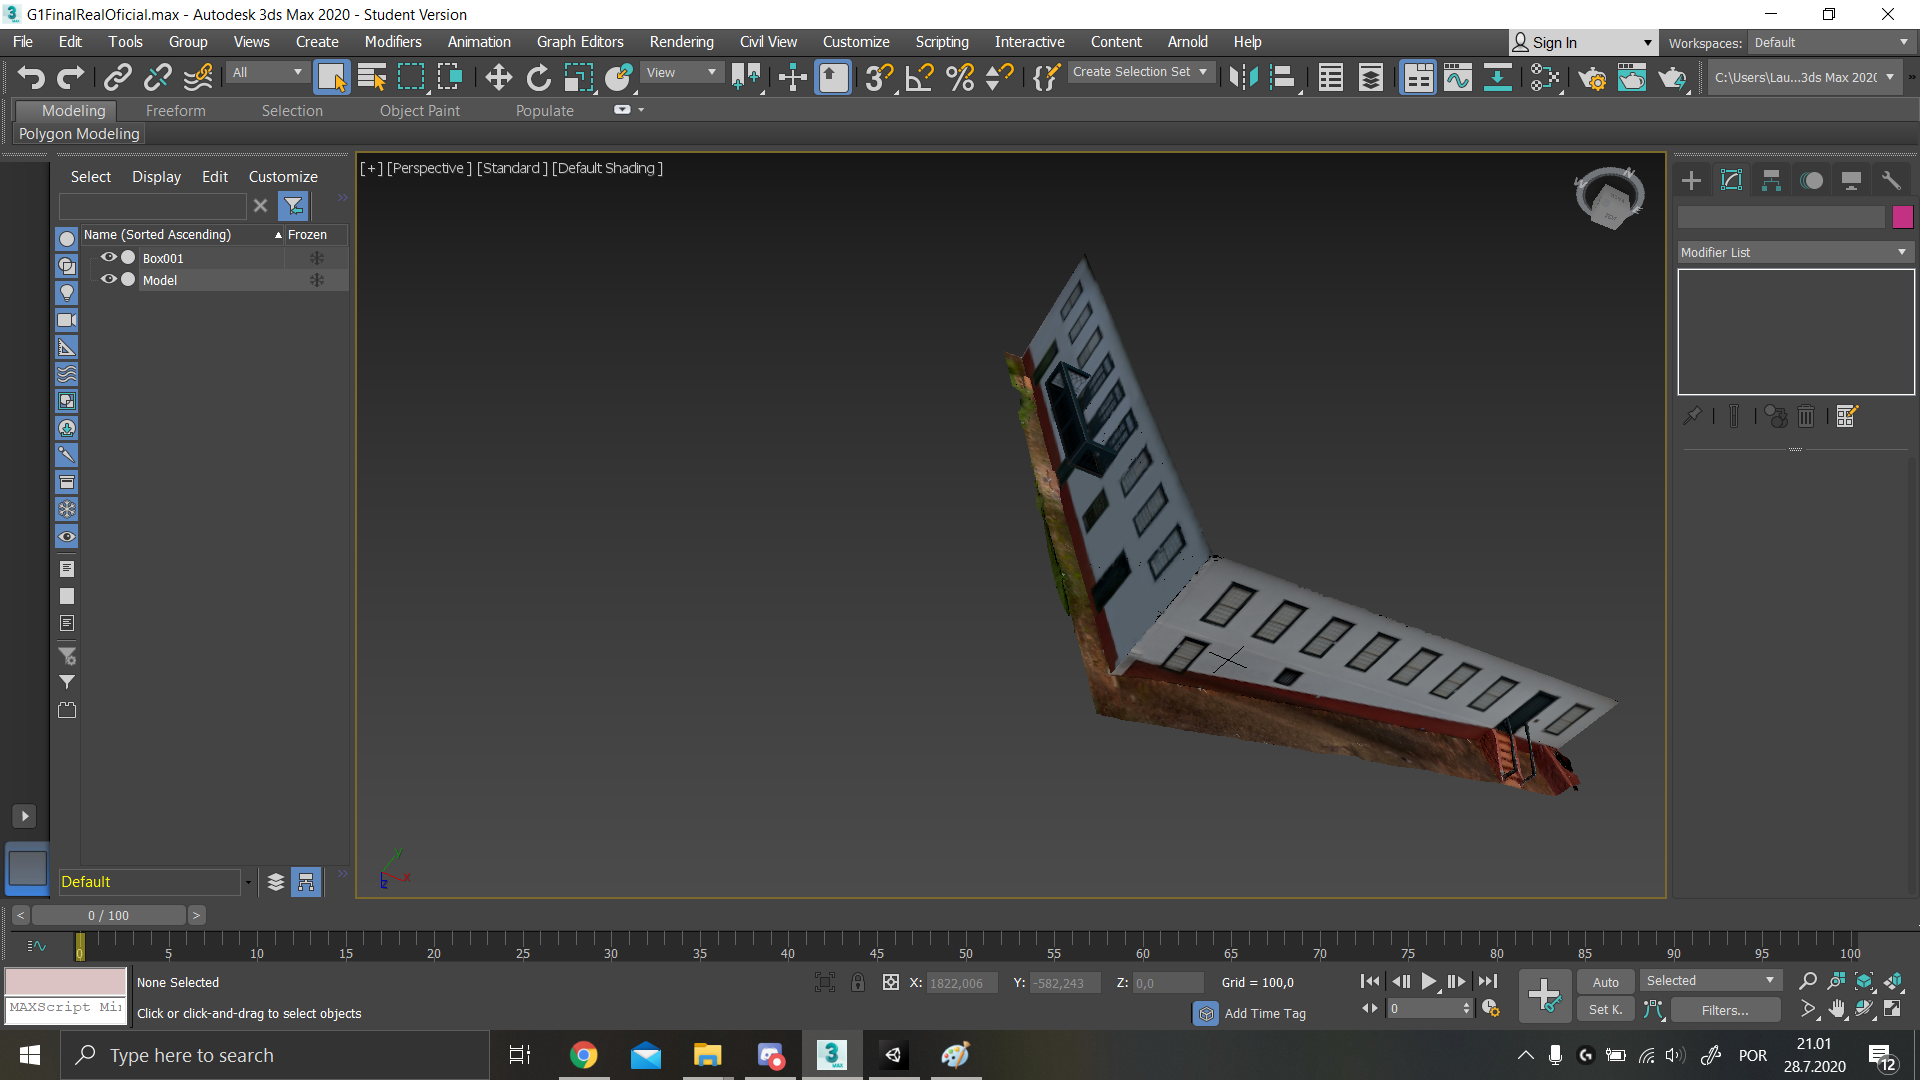 G1FinalRealOficial.max - Autodesk 3ds Max 2020 - Student Version
File Edit Tools Group Views Create Modifiers Animation Graph Editors Rendering Civil View Customize Scripting Interactive Content Arnold Help
Sign In
Workspaces: Default
All
View
Create Selection Set
C:\Users\Lau...3ds Max 202(
Modeling Freeform Selection Object Paint Populate
Polygon Modeling
Select Display Edit Customize
Name (Sorted Ascending) Frozen
Box001
Model
[+] [Perspective ] [Standard ] [Default Shading ]
Modifier List
Default
< 0 / 100 >
0 5 10 15 20 25 30 35 40 45 50 55 60 65 70 75 80 85 90 95 100
None Selected
X: 1822,006 Y: -582,243 Z: 0,0 Grid = 100,0
Auto Selected
MAXScript Mi
Click or click-and-drag to select objects
Add Time Tag
0
Set K. Filters...
Type here to search
POR
21.01
28.7.2020
12